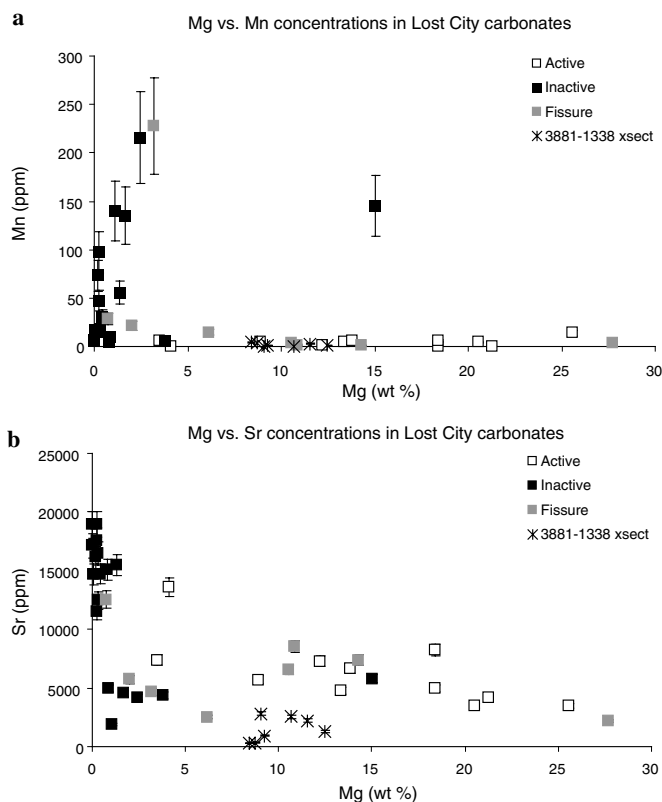 a
Mg vs. Mn concentrations in Lost City carbonates
Active
Inactive
Fissure
3881-1338 xsect
300
250
200
150
100
50
0
Mn (ppm)
0 5 10 15 20 25 30
Mg (wt %)
b
Mg vs. Sr concentrations in Lost City carbonates
Active
Inactive
Fissure
3881-1338 xsect
25000
20000
15000
10000
5000
0
Sr (ppm)
0 5 10 15 20 25 30
Mg (wt %)